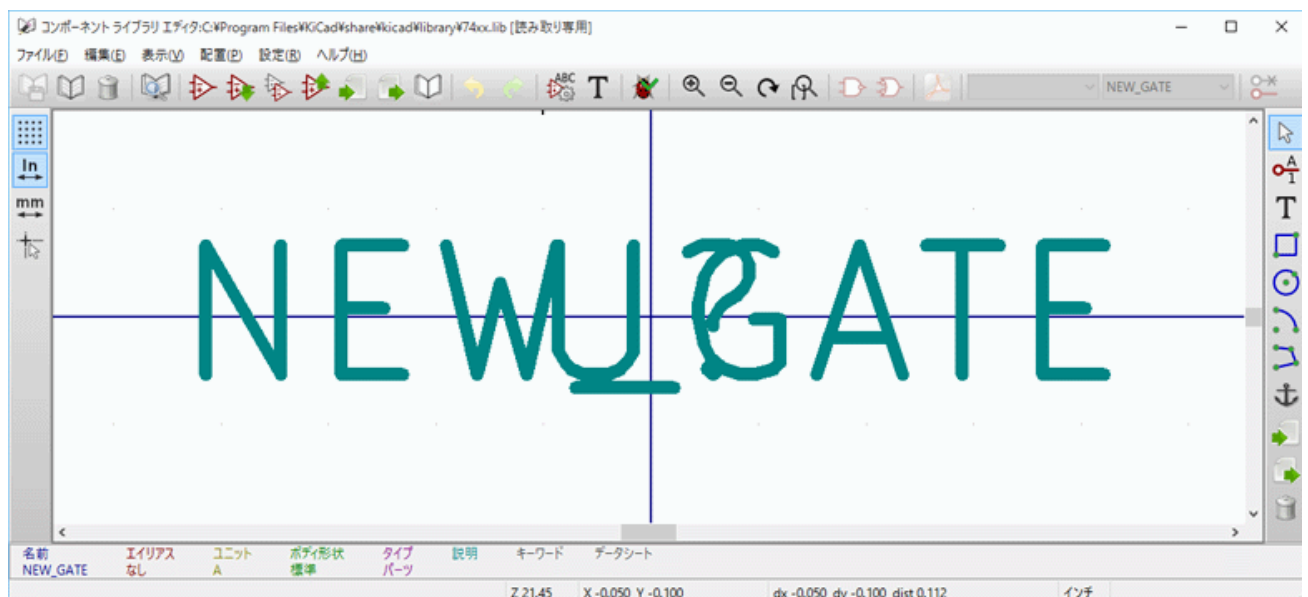 コンポーネント ライブラリ エディタ:C:¥Program Files¥KiCad¥share¥kicad¥library¥74xx.lib [読み取り専用]
ファイル(F) 編集(E) 表示(V) 配置(P) 設定(R) ヘルプ(H)
ABC T NEW_GATE
In
mm
A
1
T
NEW_GATE
U?
名前 エイリアス ユニット ボディ形状 タイプ 説明 キーワード データシート
NEW_GATE なし A 標準 パーツ
Z 21.45 X -0.050 Y -0.100 dx -0.050 dy -0.100 dist 0.112 インチ